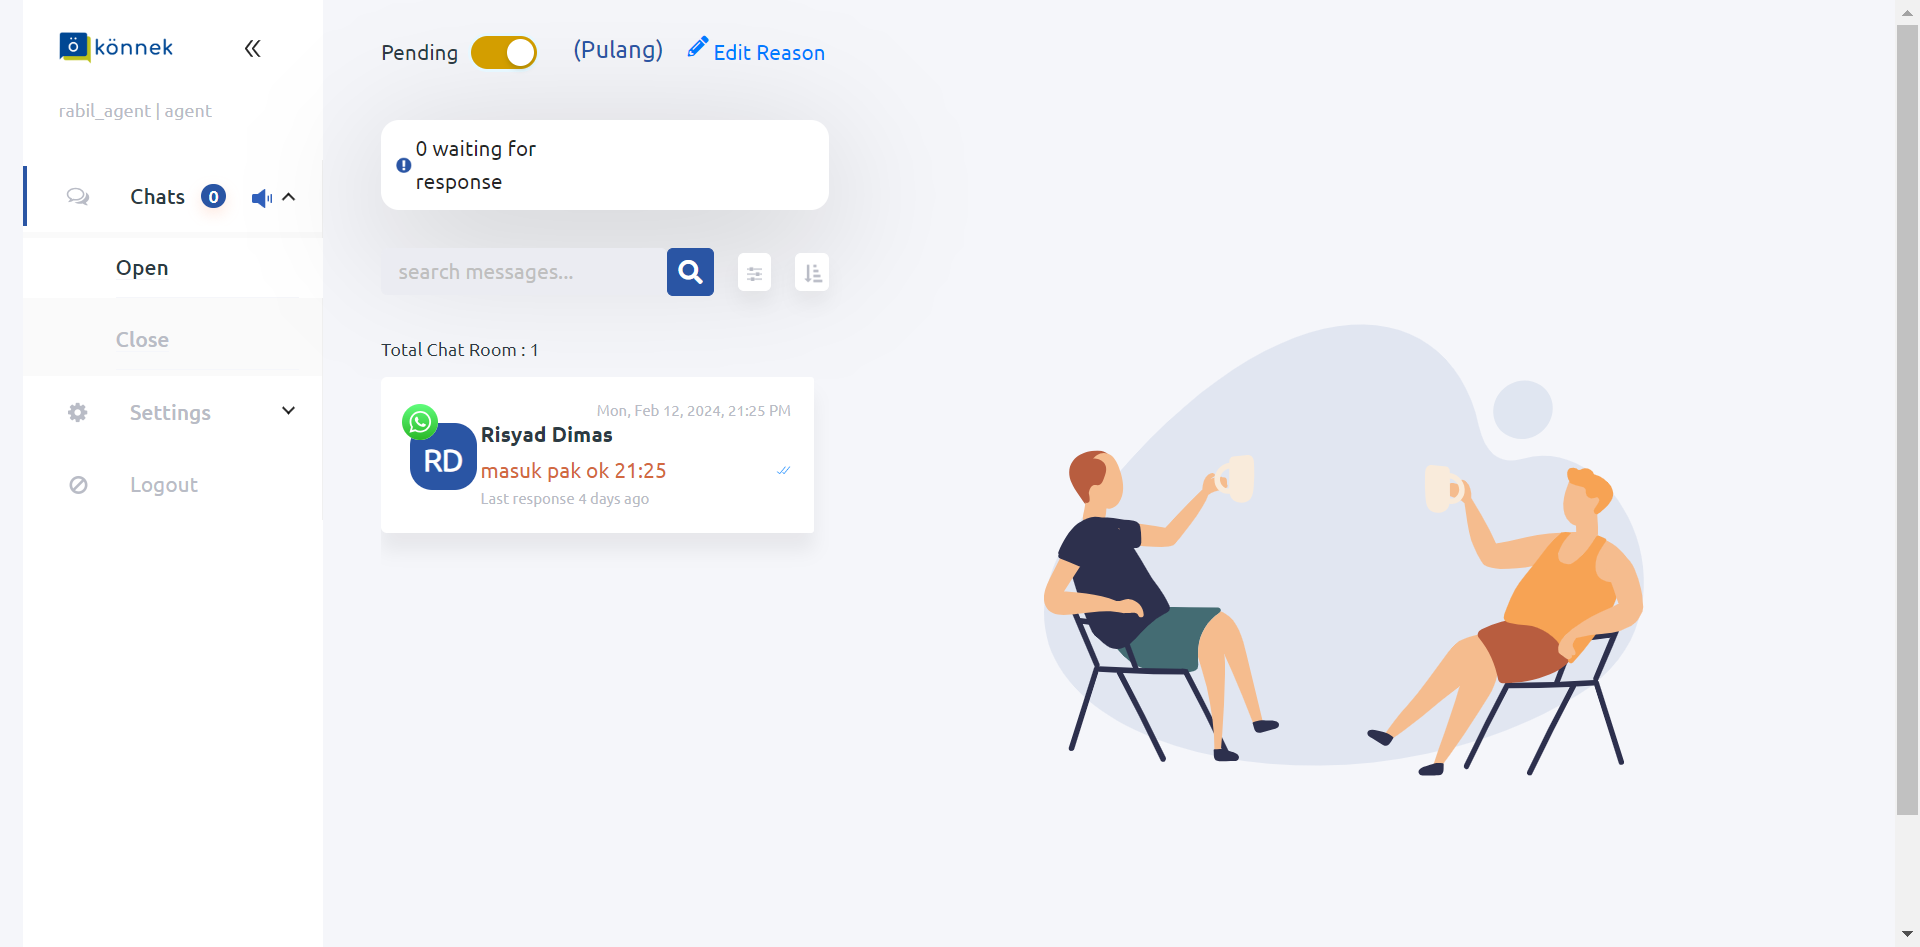 ö könnek
rabil_agent | agent
Chats 0
Open
Close
Settings
Logout
Pending (Pulang) Edit Reason
0 waiting for
response
search messages...
Total Chat Room : 1
Mon, Feb 12, 2024, 21:25 PM
RD
Risyad Dimas
masuk pak ok 21:25
Last response 4 days ago